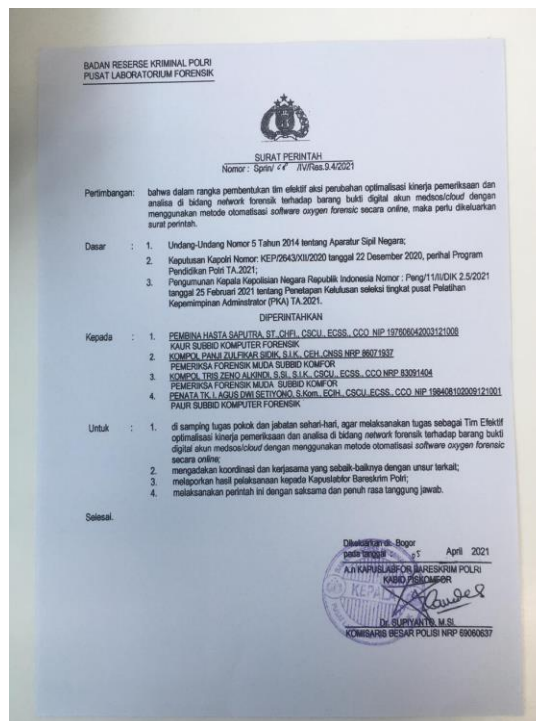 BADAN RESERSE KRIMINAL POLRI
PUSAT LABORATORIUM FORENSIK
SURAT PERINTAH
Nomor : Sprin/ /IV/Res.9.4/2021
Pertimbangan: bahwa dalam rangka pembentukan tim efektif aksi perubahan optimalisasi kinerja pemeriksaan dan
analisa di bidang network forensik terhadap barang bukti digital akun medsos/cloud dengan
menggunakan metode otomatisasi software oxygen forensic secara online, maka perlu dikeluarkan
surat perintah.
Dasar : 1. Undang-Undang Nomor 5 Tahun 2014 tentang Aparatur Sipil Negara;
2. Keputusan Kapolri Nomor: KEP/2643/XII/2020 tanggal 22 Desember 2020, perihal Program
Pendidikan Polri TA.2021;
3. Pengumunan Kepala Kepolisian Negara Republik Indonesia Nomor : Peng/11/II/DIK 2.5/2021
tanggal 25 Februari 2021 tentang Penetapan Kelulusan seleksi tingkat pusat Pelatihan
Kepemimpinan Adminstrator (PKA) TA.2021.
DIPERINTAHKAN
Kepada : 1. PEMBINA HASTA SAPUTRA, ST.,CHFI., CSCU., ECSS., CCO NIP 197606042003121006
KAUR SUBBID KOMPUTER FORENSIK
2. KOMPOL PANJI ZULFIKAR SIDIK, S.I.K., CEH.,CNSS NRP 86071937
PEMERIKSA FORENSIK MUDA SUBBID KOMFOR
3. KOMPOL TRIS ZENO ALKINDI, S.SI., S.I.K., CSCU., ECSS., CCO NRP 83091404
PEMERIKSA FORENSIK MUDA SUBBID KOMFOR
4. PENATA TK.I. AGUS DWI SETIYONO, S.Kom., ECIH., CSCU.,ECSS., CCO NIP 198408102009121001
PAUR SUBBID KOMPUTER FORENSIK
Untuk : 1. di samping tugas pokok dan jabatan sehari-hari, agar melaksanakan tugas sebagai Tim Efektif
optimalisasi kinerja pemeriksaan dan analisa di bidang network forensik terhadap barang bukti
digital akun medsos/cloud dengan menggunakan metode otomatisasi software oxygen forensic
secara online;
2. mengadakan koordinasi dan kerjasama yang sebaik-baiknya dengan unsur terkait;
3. melaporkan hasil pelaksanaan kepada Kapuslabfor Bareskrim Polri;
4. melaksanakan perintah ini dengan saksama dan penuh rasa tanggung jawab.
Selesai.
Dikeluarkan di: Bogor
pada tanggal : 05 April 2021
A.n KAPUSLABFOR BARESKRIM POLRI
KABID FISKOMFOR
KEPALA
Dr. SUPIYANTO, M.SI.
KOMISARIS BESAR POLISI NRP 69060637